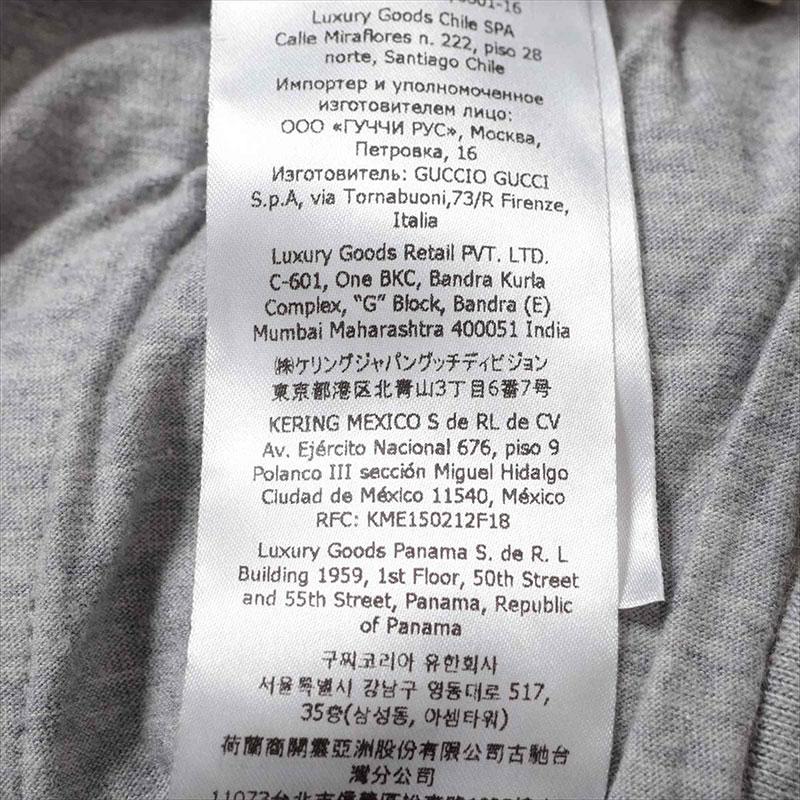 Luxury Goods Chile SPA
Calle Miraflores n. 222, piso 28
norte, Santiago Chile
Импортер и уполномоченное
изготовителем лицо:
ООО «ГУЧЧИ РУС», Москва,
Петровка, 16
Изготовитель: GUCCIO GUCCI
S.p.A, via Tornabuoni,73/R Firenze,
Italia
Luxury Goods Retail PVT. LTD.
C-601, One BKC, Bandra Kurla
Complex, “G” Block, Bandra (E)
Mumbai Maharashtra 400051 India
㈱ケリングジャパングッチディビジョン
東京都港区北青山3丁目6番7号
KERING MEXICO S de RL de CV
Av. Ejército Nacional 676, piso 9
Polanco III sección Miguel Hidalgo
Ciudad de México 11540, México
RFC: KME150212F18
Luxury Goods Panama S. de R. L
Building 1959, 1st Floor, 50th Street
and 55th Street, Panama, Republic
of Panama
구찌코리아 유한회사
서울특별시 강남구 영동대로 517,
35층(삼성동, 아셈타워)
荷蘭商開雲亞洲股份有限公司古馳台
灣分公司